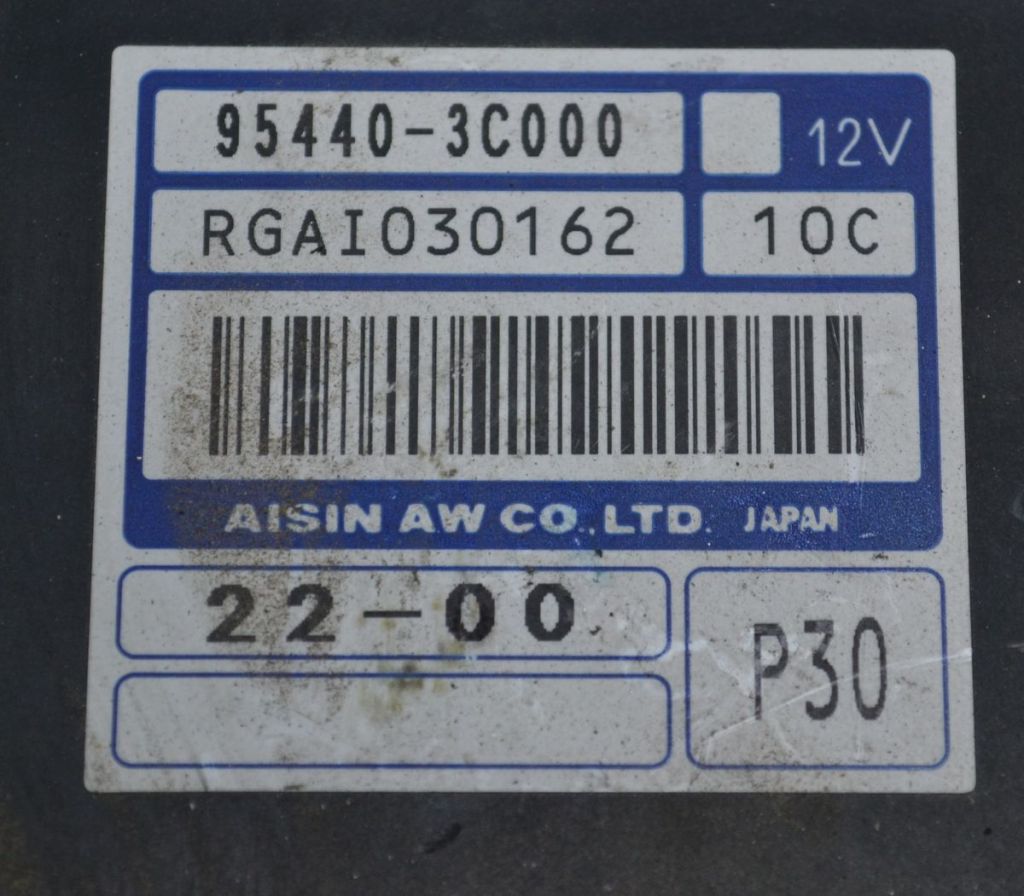 95440-3C000
12V
RGAI030162
10C
AISIN AW CO.,LTD. JAPAN
22-00
P30